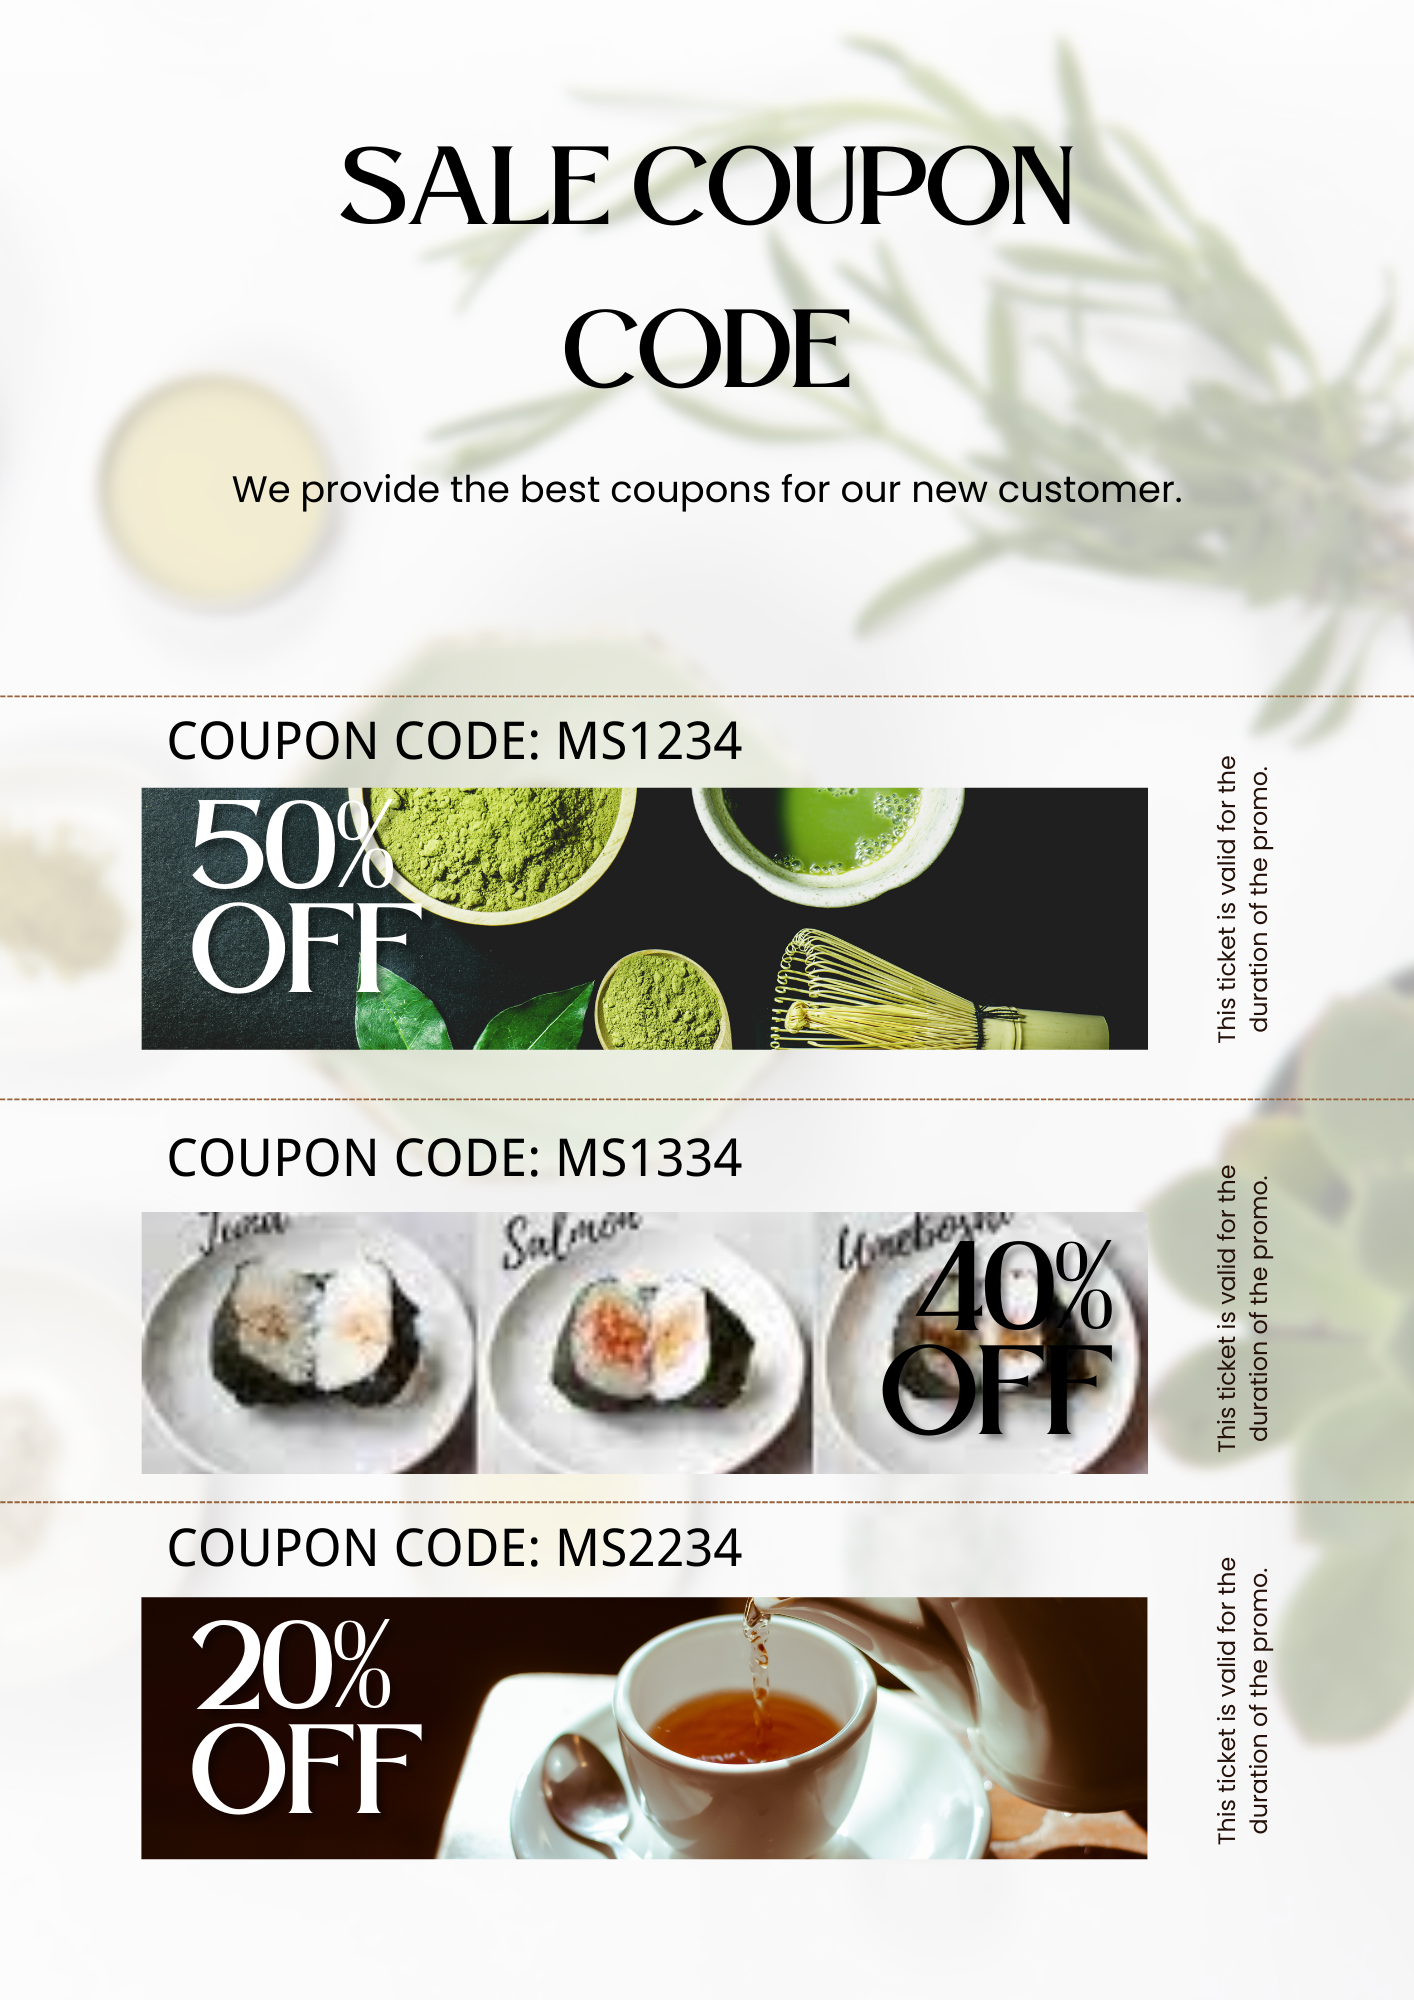 SALE COUPON
CODE
We provide the best coupons for our new customer.
COUPON CODE: MS1234
50%
OFF
This ticket is valid for the
duration of the promo.
COUPON CODE: MS1334
Tuna
Salmon
Umeboshi
40%
OFF
This ticket is valid for the
duration of the promo.
COUPON CODE: MS2234
20%
OFF
This ticket is valid for the
duration of the promo.